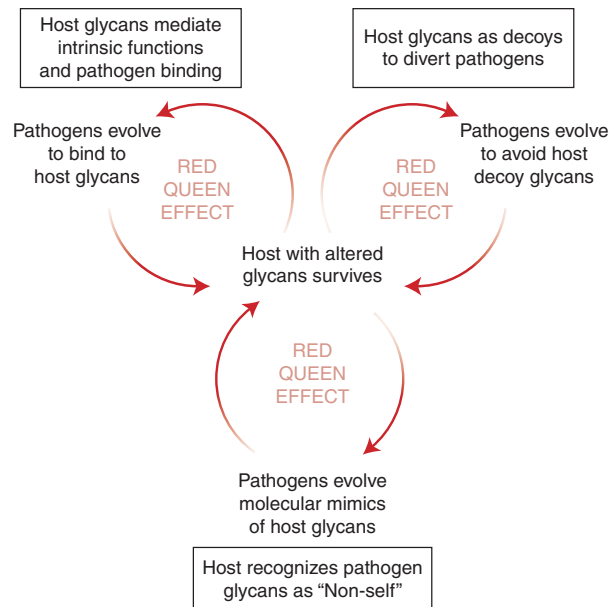 Host glycans mediate
intrinsic functions
and pathogen binding
Host glycans as decoys
to divert pathogens
Pathogens evolve
to bind to
host glycans
RED
QUEEN
EFFECT
RED
QUEEN
EFFECT
Pathogens evolve
to avoid host
decoy glycans
Host with altered
glycans survives
RED
QUEEN
EFFECT
Pathogens evolve
molecular mimics
of host glycans
Host recognizes pathogen
glycans as “Non-self”